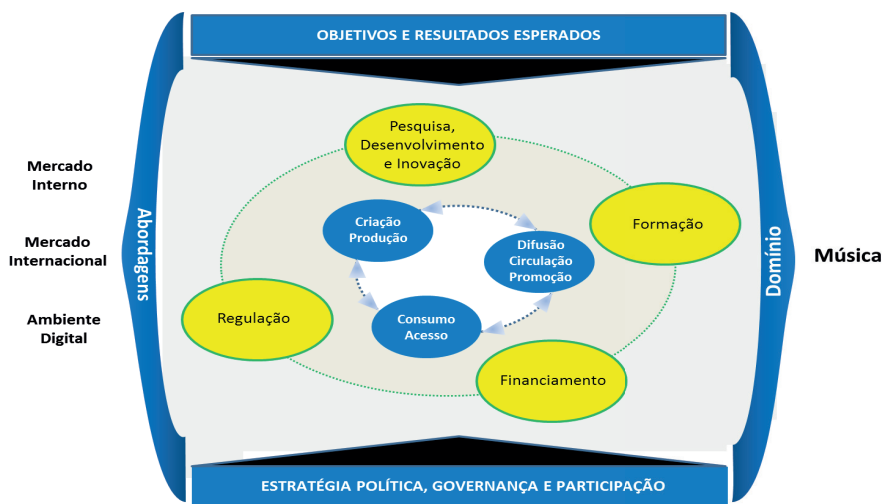 OBJETIVOS E RESULTADOS ESPERADOS
Mercado
Interno
Mercado
Internacional
Ambiente
Digital
Abordagens
Pesquisa,
Desenvolvimento
e Inovação
Formação
Criação
Produção
Difusão
Circulação
Promoção
Consumo
Acesso
Regulação
Financiamento
Domínio
Música
ESTRATÉGIA POLÍTICA, GOVERNANÇA E PARTICIPAÇÃO